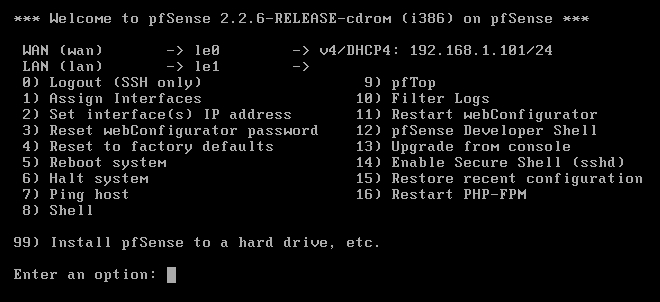 *** Welcome to pfSense 2.2.6-RELEASE-cdrom (i386) on pfSense ***
WAN (wan) -> le0 -> v4/DHCP4: 192.168.1.101/24
LAN (lan) -> le1 ->
0) Logout (SSH only) 9) pfTop
1) Assign Interfaces 10) Filter Logs
2) Set interface(s) IP address 11) Restart webConfigurator
3) Reset webConfigurator password 12) pfSense Developer Shell
4) Reset to factory defaults 13) Upgrade from console
5) Reboot system 14) Enable Secure Shell (sshd)
6) Halt system 15) Restore recent configuration
7) Ping host 16) Restart PHP-FPM
8) Shell
99) Install pfSense to a hard drive, etc.
Enter an option: